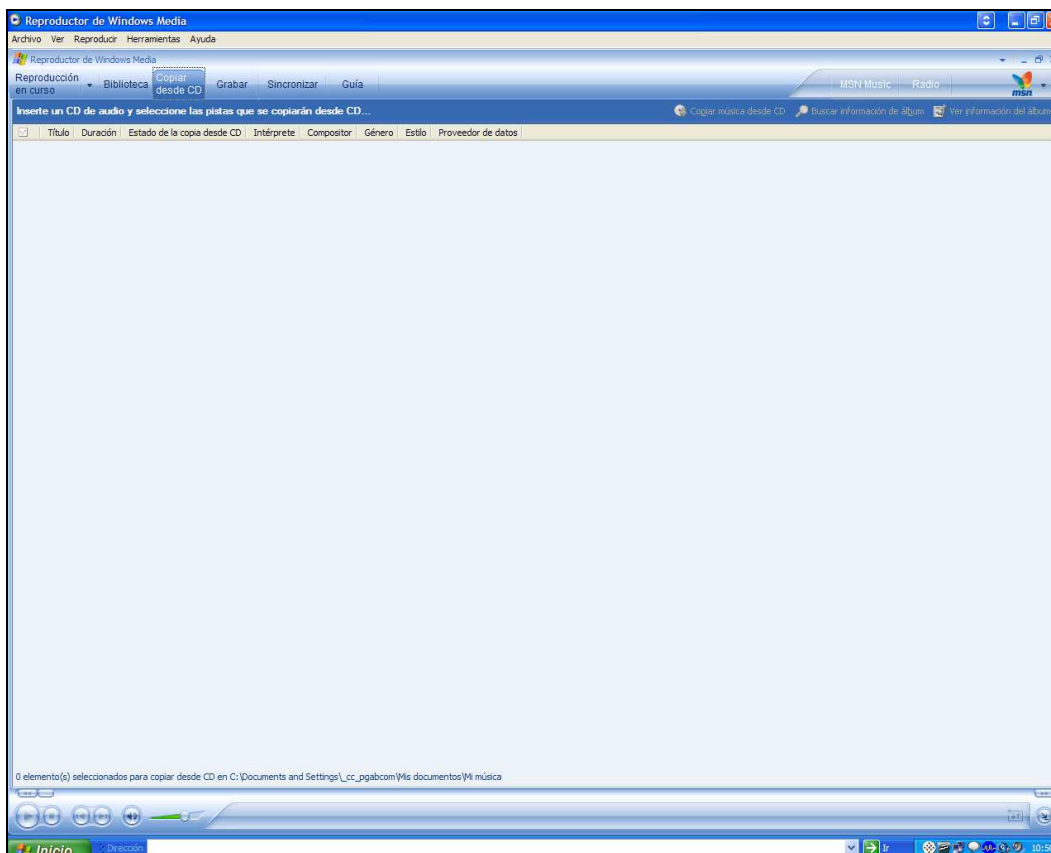 Reproductor de Windows Media
Archivo Ver Reproducir Herramientas Ayuda
Reproductor de Windows Media
Reproducción en curso Biblioteca Copiar desde CD Grabar Sincronizar Guía MSN Music Radio msn
Inserte un CD de audio y seleccione las pistas que se copiarán desde CD... Copiar música desde CD Buscar información de álbum Ver información del álbum
Título Duración Estado de la copia desde CD Intérprete Compositor Género Estilo Proveedor de datos
0 elemento(s) seleccionados para copiar desde CD en C:\Documents and Settings\_cc_pgabcom\Mis documentos\Mi música
Inicio Dirección Ir